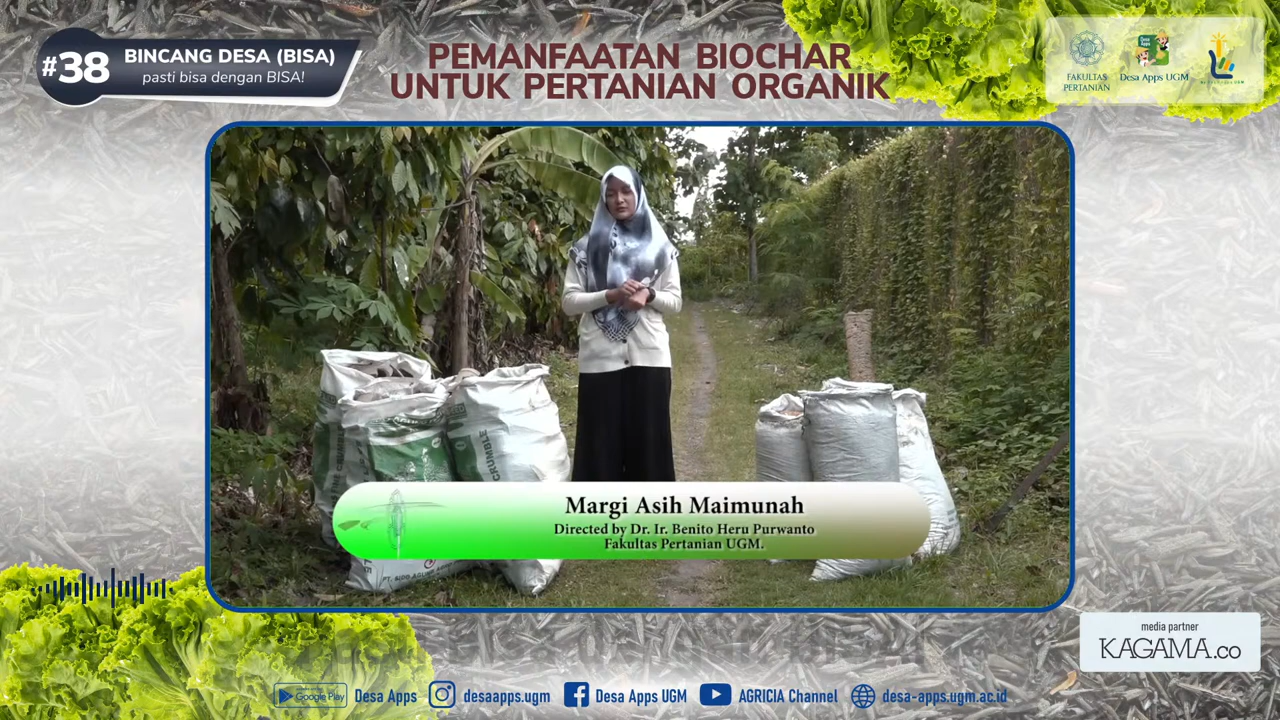 #38
BINCANG DESA (BISA)
pasti bisa dengan BISA!
PEMANFAATAN BIOCHAR
UNTUK PERTANIAN ORGANIK
FAKULTAS
PERTANIAN
Desa Apps UGM
CRUMBLE
Margi Asih Maimunah
Directed by Dr. Ir. Benito Heru Purwanto
Fakultas Pertanian UGM.
media partner
KAGAMA.co
Google Play
Desa Apps
desaapps.ugm
Desa Apps UGM
AGRICIA Channel
desa-apps.ugm.ac.id